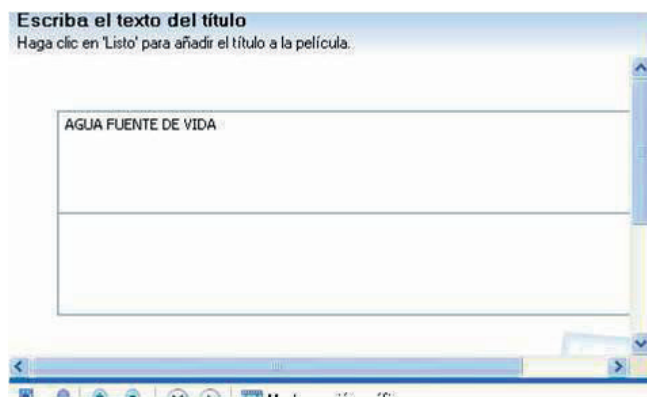 Escriba el texto del título
Haga clic en 'Listo' para añadir el título a la película.
AGUA FUENTE DE VIDA